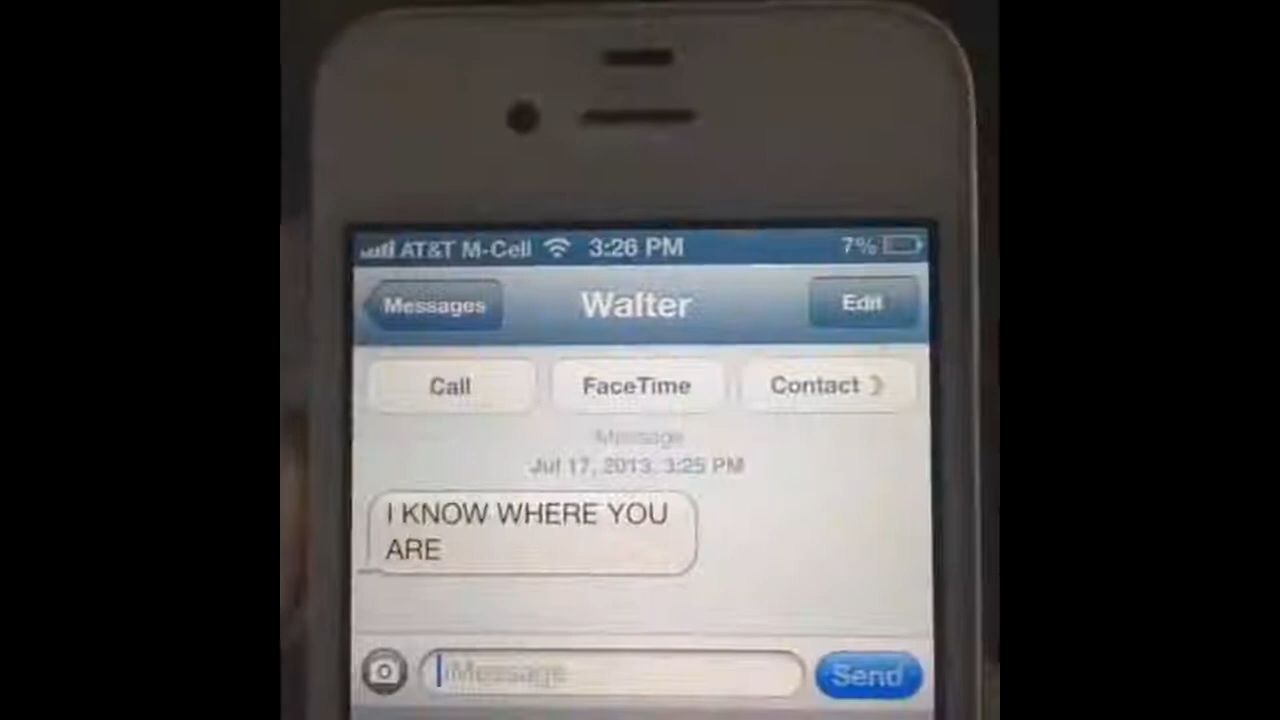 AT&T M-Cell 3:26 PM 7%
Messages Walter Edit
Call FaceTime Contact
iMessage
Jul 17, 2013, 3:25 PM
I KNOW WHERE YOU
ARE
iMessage Send